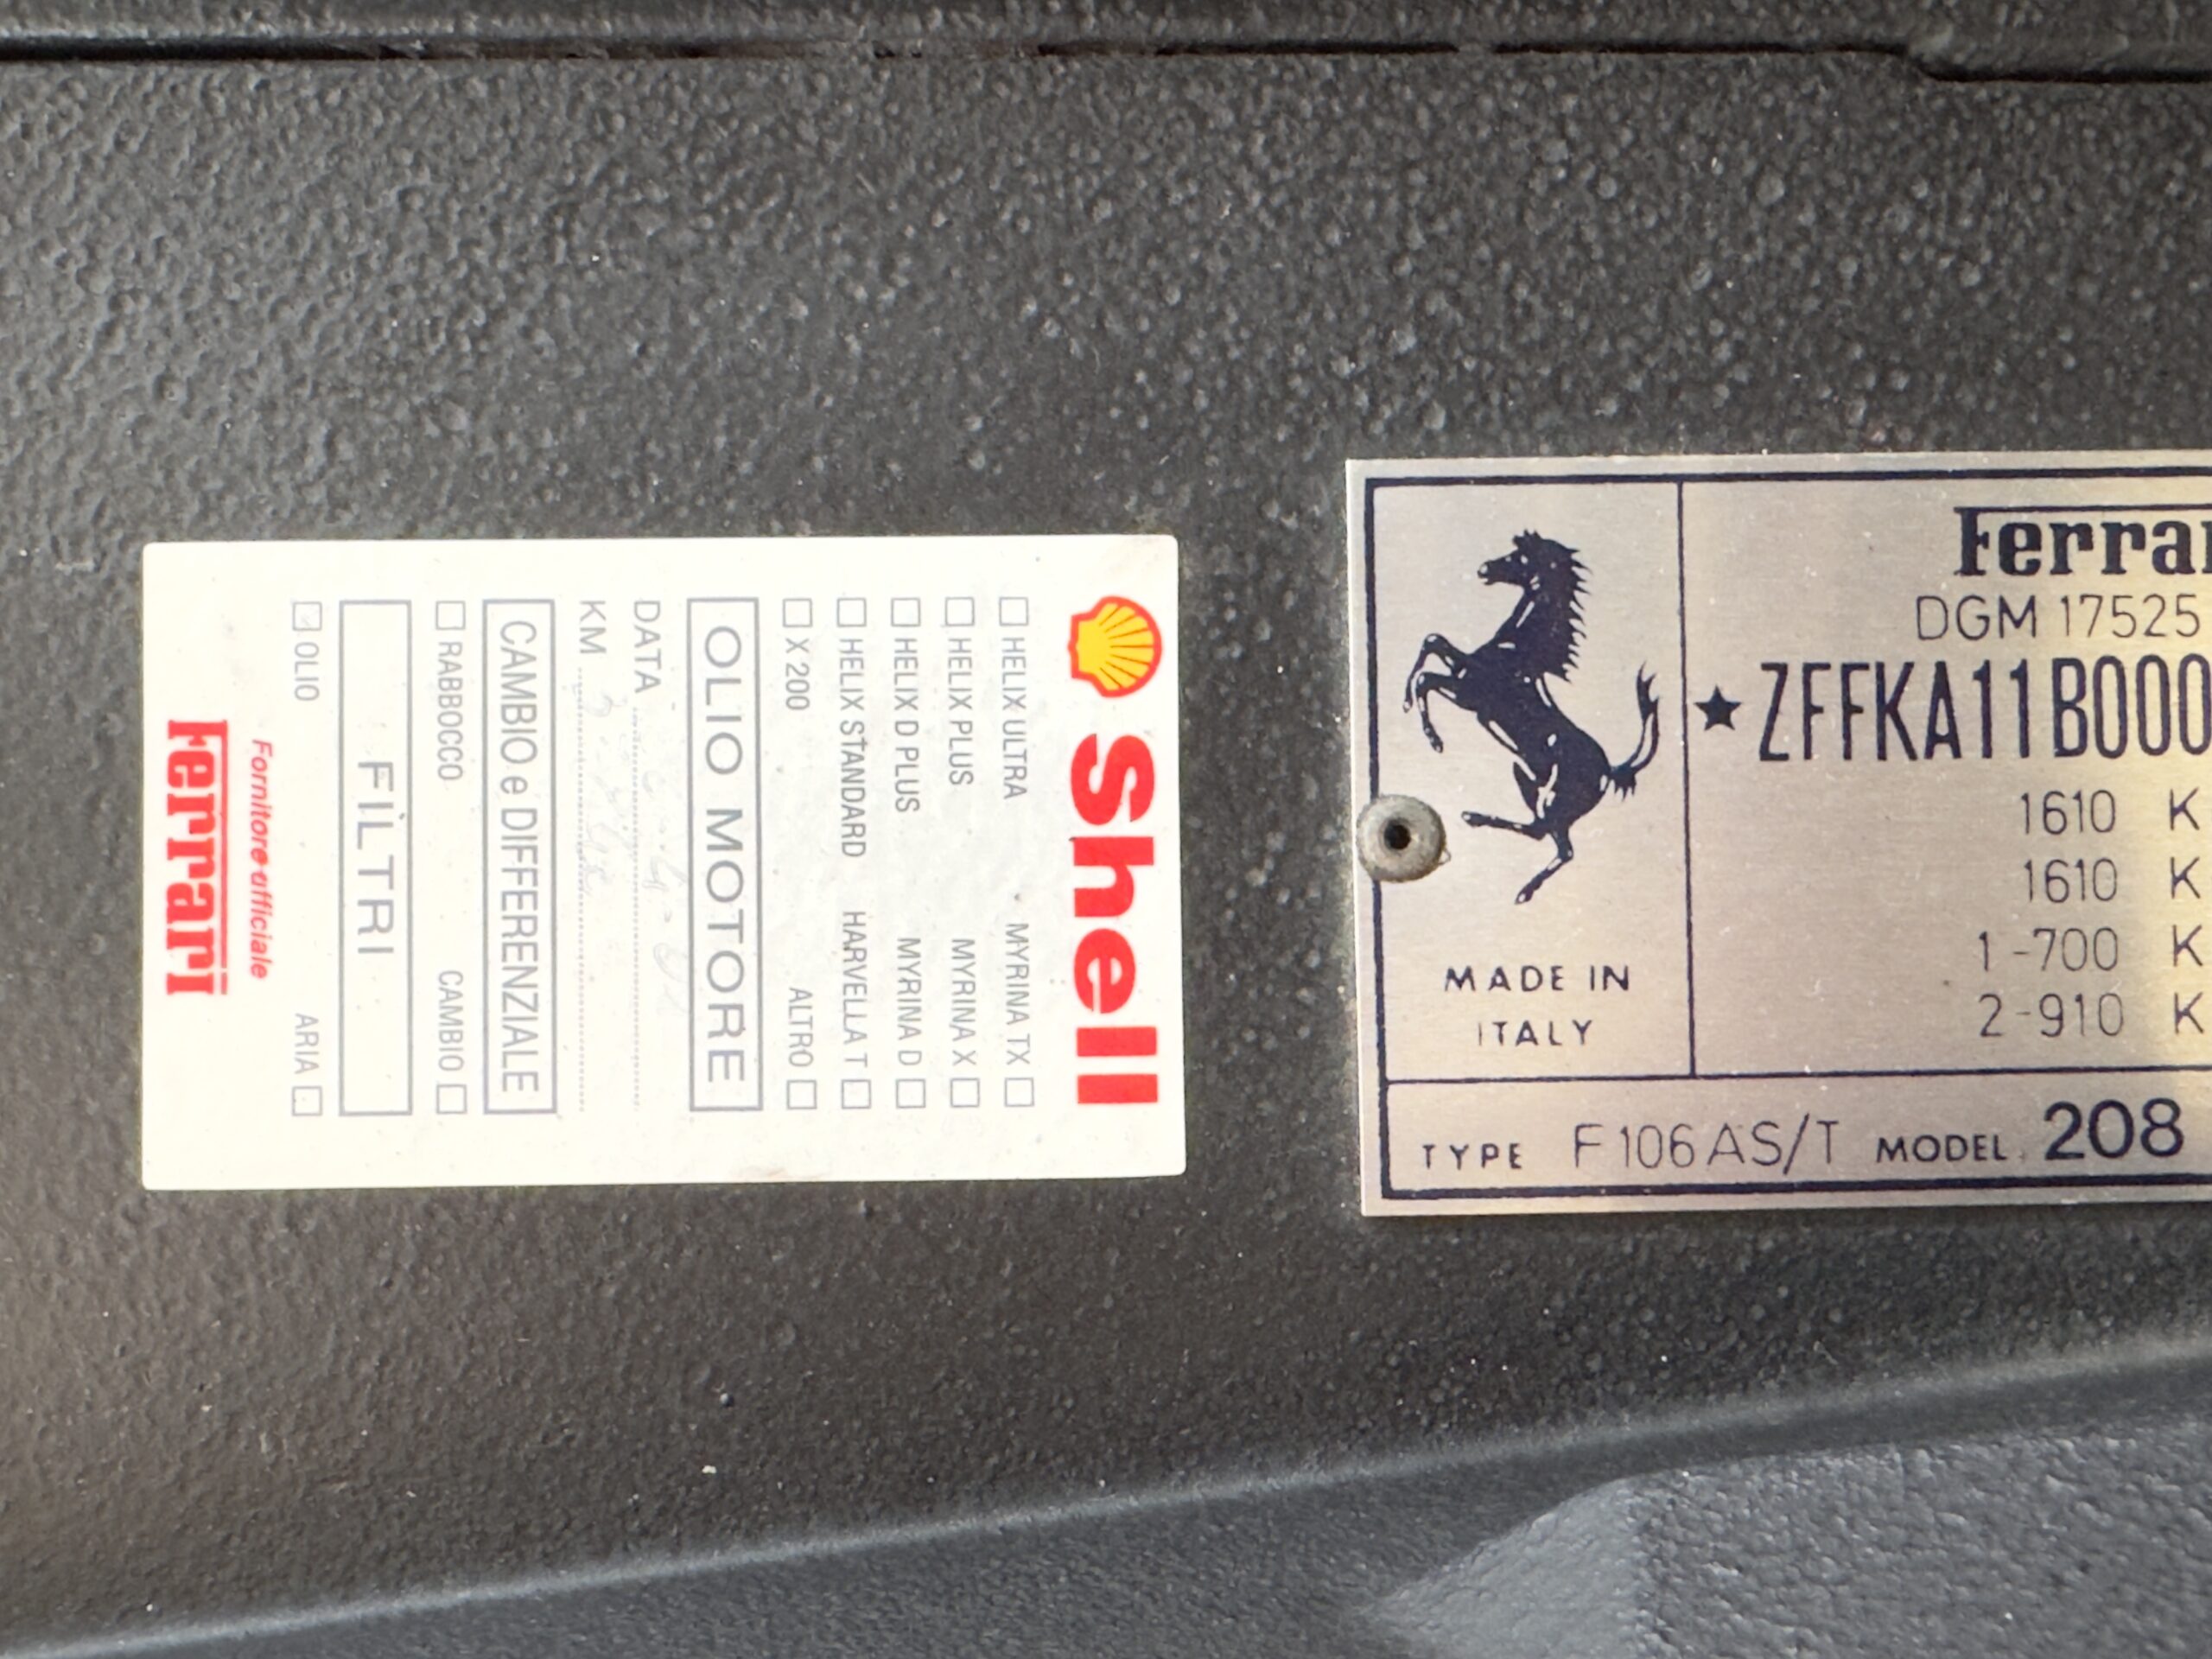 Shell
HELIX ULTRA MYRINA TX
HELIX PLUS MYRINA X
HELIX D PLUS MYRINA D
HELIX STANDARD HARVELLA T
X 200 ALTRO
OLIO MOTORE
DATA
KM
CAMBIO e DIFFERENZIALE
RABBOCCO CAMBIO
FILTRI
OLIO ARIA
Fornitore ufficiale
Ferrari
MADE IN
ITALY
Ferrar
DGM 17525
★ZFFKA11B000
1610 K
1610 K
1-700 K
2-910 K
TYPE F106AS/T MODEL 208